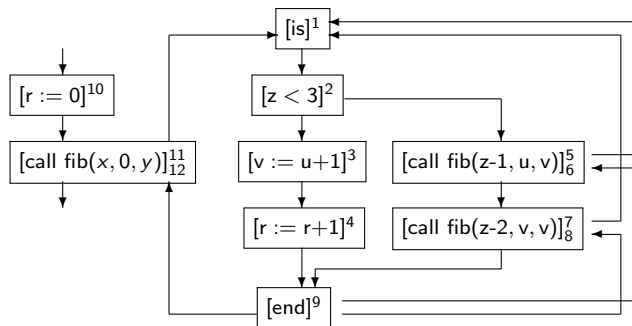 [is]¹
[r := 0]¹⁰
[z < 3]²
[call fib(x, 0, y)]¹¹₁₂
[v := u+1]³
[call fib(z-1, u, v)]⁵₆
[r := r+1]⁴
[call fib(z-2, v, v)]⁷₈
[end]⁹